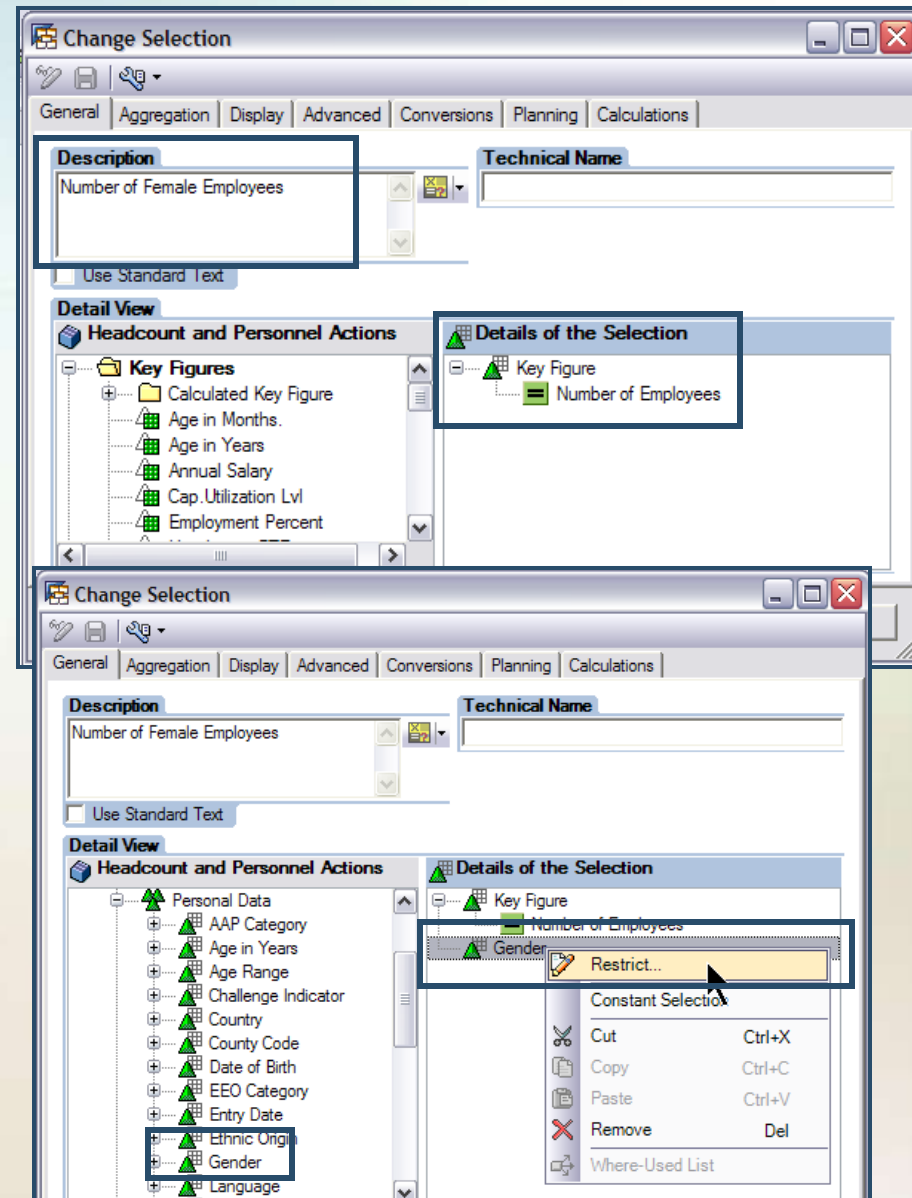 Change Selection
General Aggregation Display Advanced Conversions Planning Calculations
Description
Technical Name
Number of Female Employees
Use Standard Text
Detail View
Headcount and Personnel Actions
Key Figures
Calculated Key Figure
Age in Months.
Age in Years
Annual Salary
Cap.Utilization Lvl
Employment Percent
Details of the Selection
Key Figure
Number of Employees
Change Selection
General Aggregation Display Advanced Conversions Planning Calculations
Description
Technical Name
Number of Female Employees
Use Standard Text
Detail View
Headcount and Personnel Actions
Personal Data
AAP Category
Age in Years
Age Range
Challenge Indicator
Country
County Code
Date of Birth
EEO Category
Entry Date
Ethnic Origin
Gender
Language
Details of the Selection
Key Figure
Number of Employees
Gender
Restrict...
Constant Selection
Cut Ctrl+X
Copy Ctrl+C
Paste Ctrl+V
Remove Del
Where-Used List